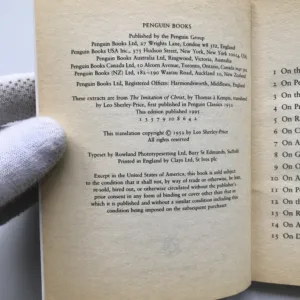 PENGUIN BOOKS
Published by the Penguin Group
Penguin Books Ltd, 27 Wrights Lane, London W8 5TZ, England
Penguin Books USA Inc., 375 Hudson Street, New York, New York 10014, USA
Penguin Books Australia Ltd, Ringwood, Victoria, Australia
Penguin Books Canada Ltd, 10 Alcorn Avenue, Toronto, Ontario, Canada
Penguin Books (NZ) Ltd, 182–190 Wairau Road, Auckland 10, New Zealand
Penguin Books Ltd, Registered Offices: Harmondsworth, Middlesex, England
These extracts are from The Imitation of Christ, by Thomas à Kempis, translated
by Leo Sherley-Price, first published in Penguin Classics 1952
This edition published 1995
1 3 5 7 9 10 8 6 4 2
This translation copyright © 1952 by Leo Sherley-Price
All rights reserved
Typeset by Rowland Phototypesetting Ltd, Bury St Edmunds, Suffolk
Printed in England by Clays Ltd, St Ives plc
Except in the United States of America, this book is sold subject
to the condition that it shall not, by way of trade or otherwise, be lent,
re-sold, hired out, or otherwise circulated without the publisher's
prior consent in any form of binding or cover other than that in
which it is published and without a similar condition including this
condition being imposed on the subsequent purchaser
1 On th
2 On P
3 On
4 On
5 On
6 On
7 On A
8 On
9 On
10 On
11 On
12 On
13 On
14 On A
15 On D